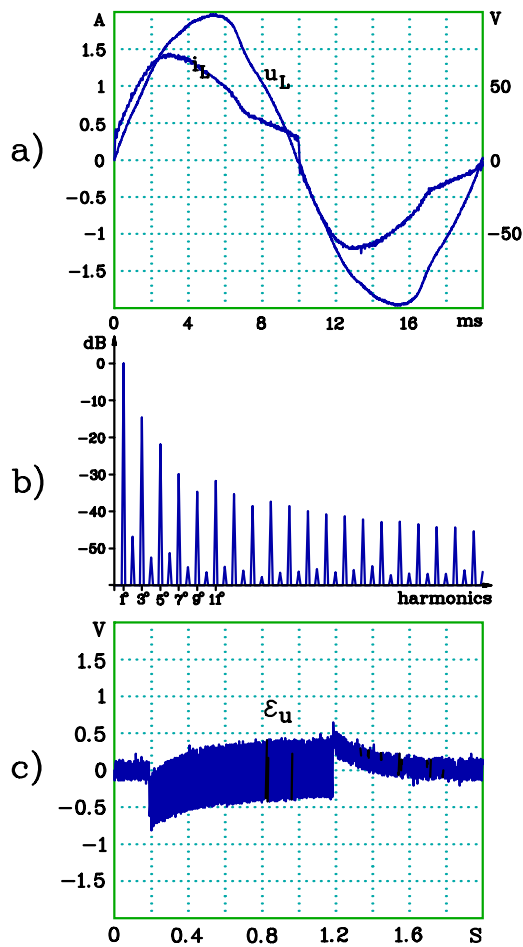 A V
1.5
1 50
0.5
a) 0 0
−0.5
−1 −50
−1.5
i_L u_L
0 4 8 12 16 ms
dB
0
−10
−20
b) −30
−40
−50
1° 3° 5° 7° 9° 11° harmonics
V
1.5
1
0.5
c) 0
−0.5
−1
−1.5
ε_u
0 0.4 0.8 1.2 1.6 S